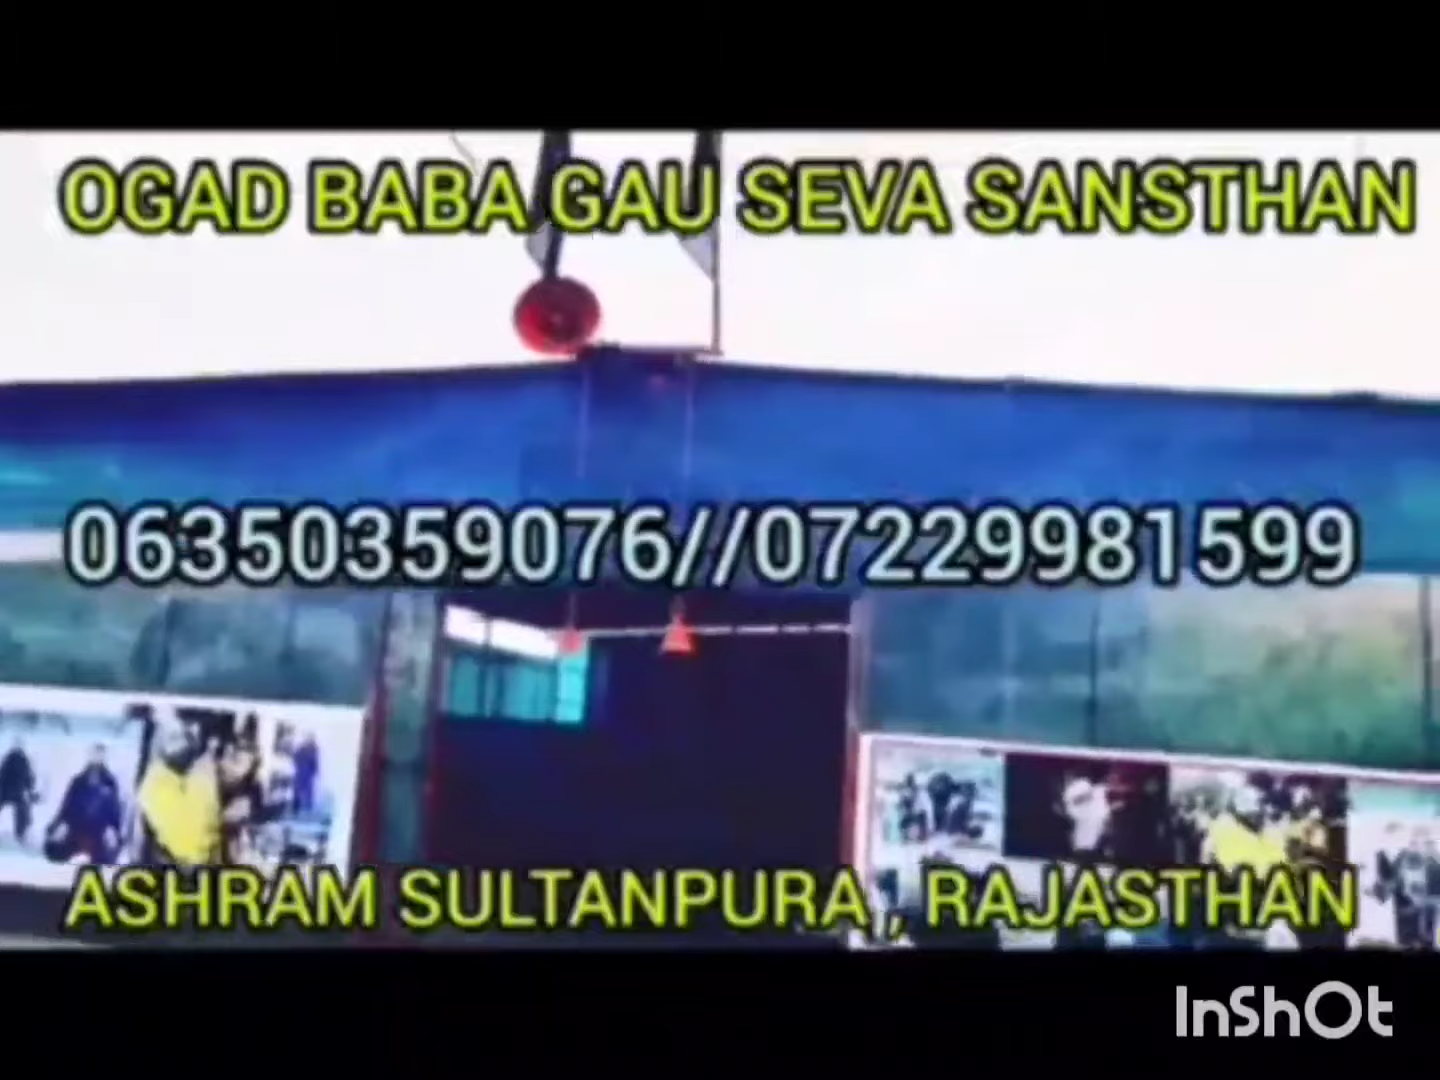 OGAD BABA GAU SEVA SANSTHAN
06350359076//07229981599
ASHRAM SULTANPURA , RAJASTHAN
InShOt